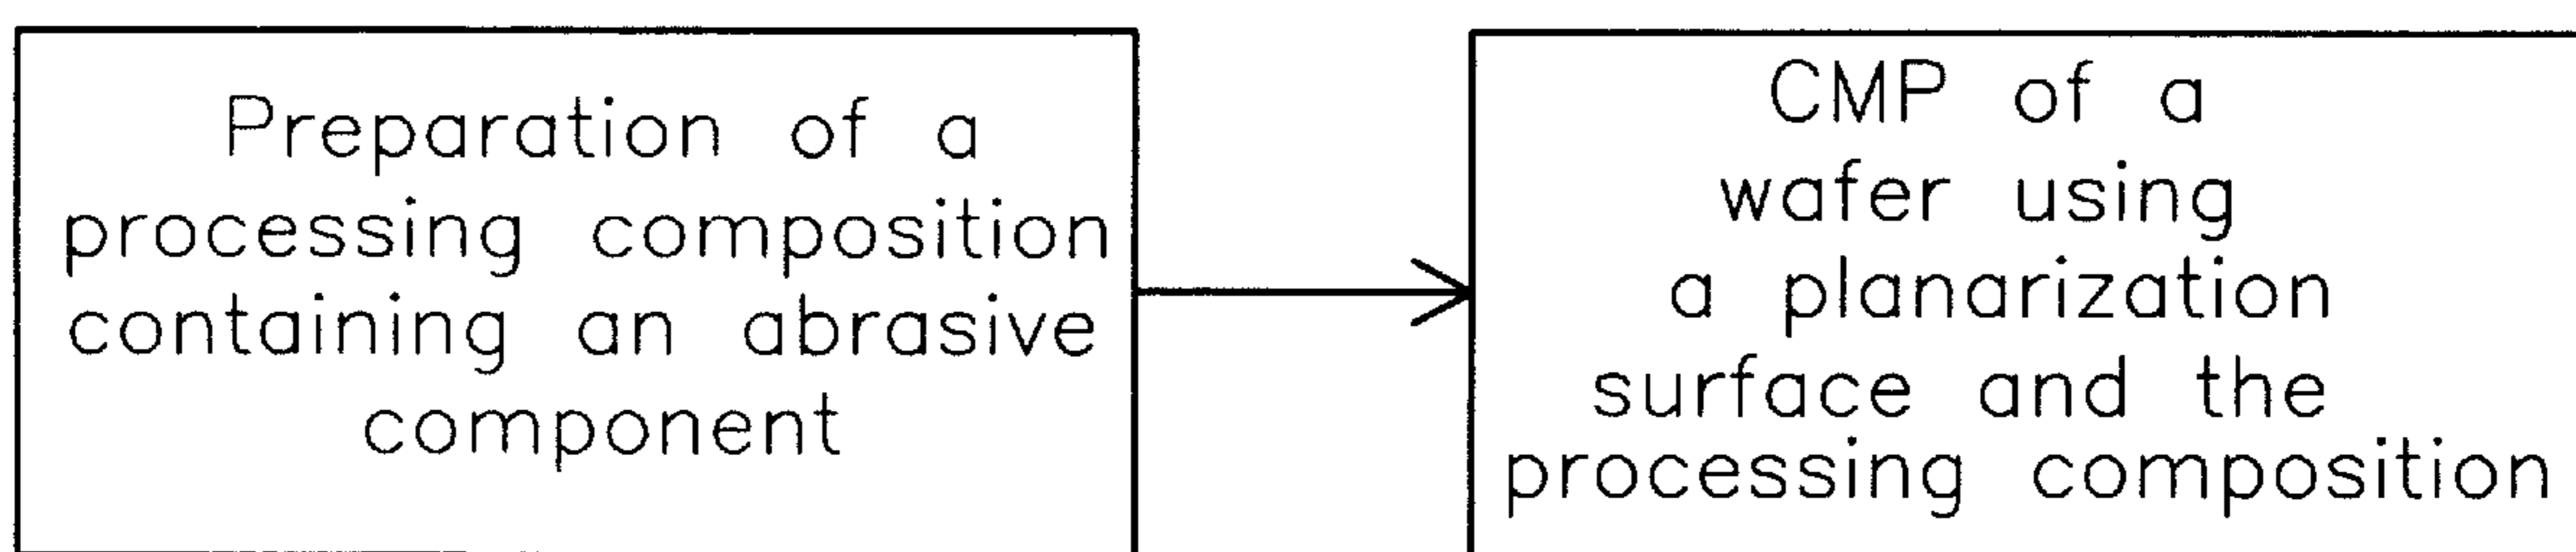 Preparation of a
processing composition
containing an abrasive
component
CMP of a
wafer using
a planarization
surface and the
processing composition